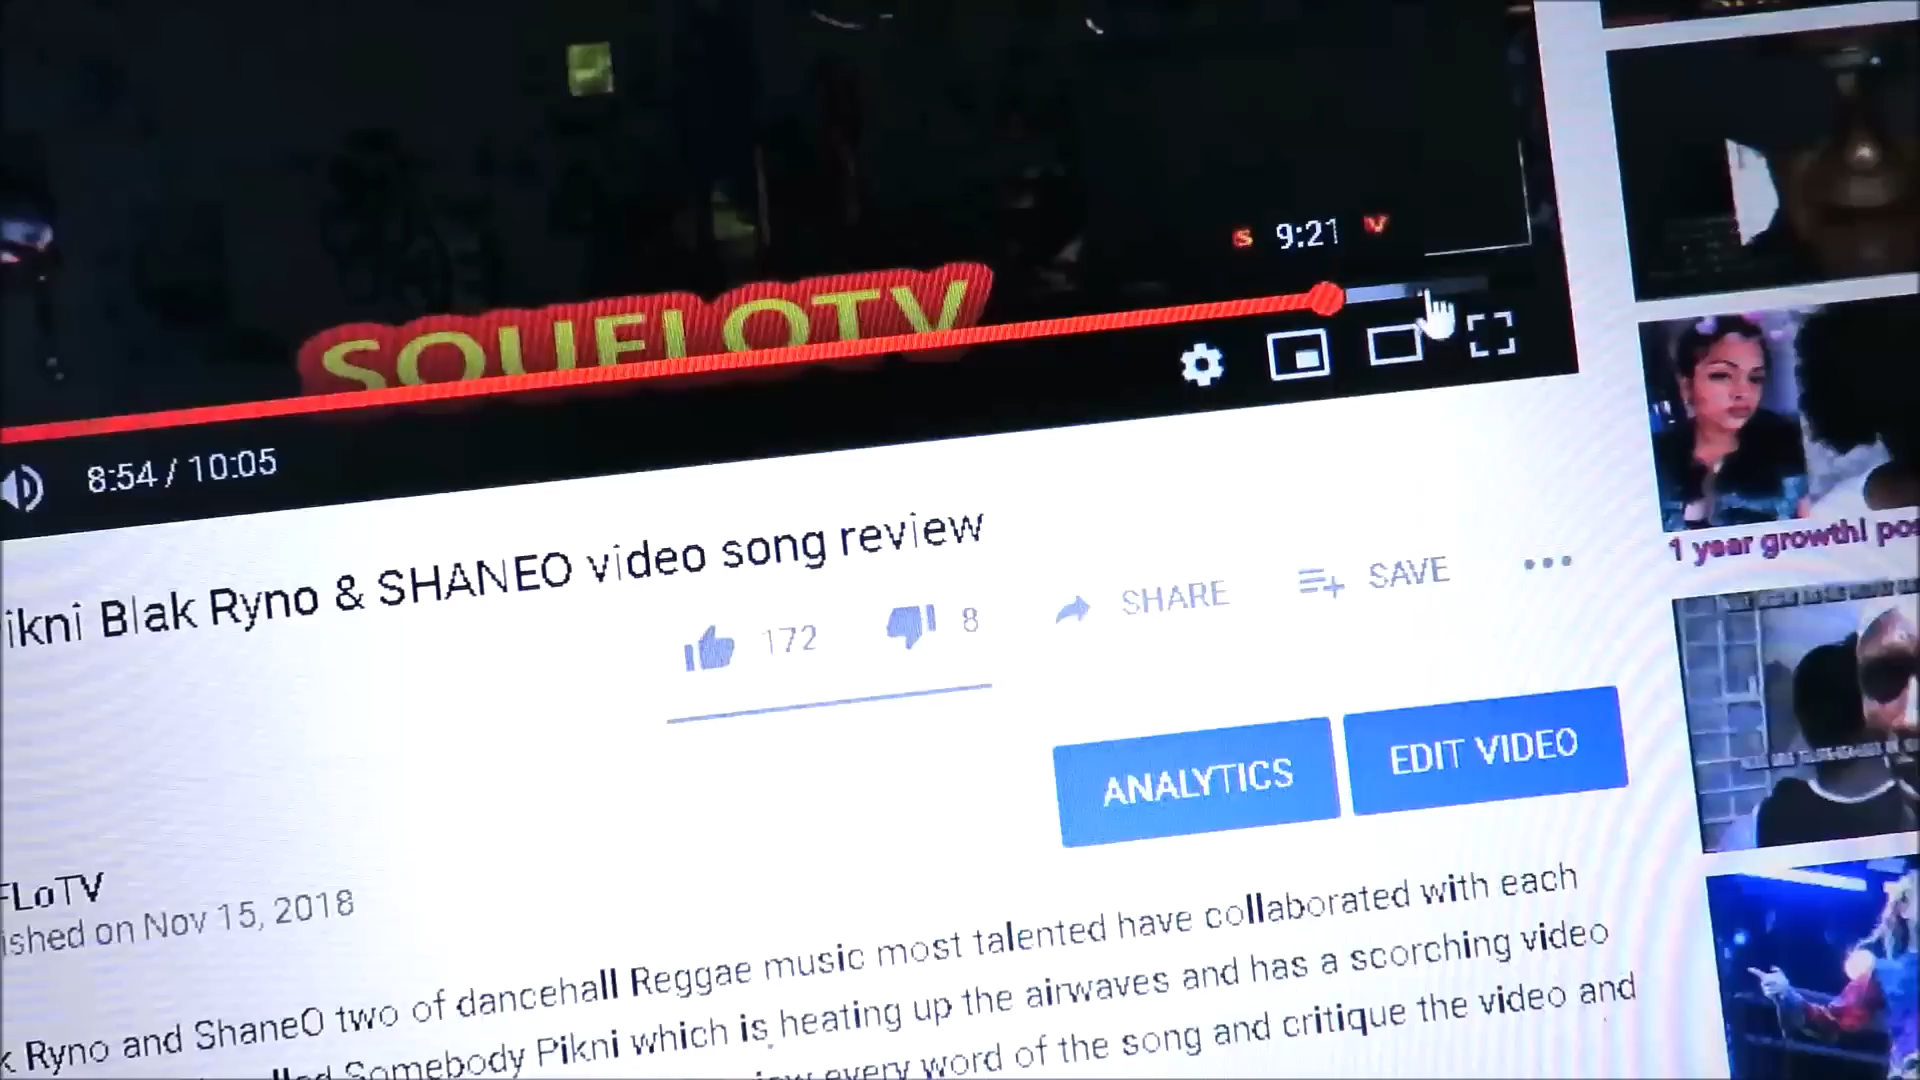 S 9:21 V
SOUFLOTV
8:54 / 10:05
ikni Blak Ryno & SHANEO video song review
172 8 SHARE SAVE
ANALYTICS EDIT VIDEO
FLoTV
ished on Nov 15, 2018
k Ryno and ShaneO two of dancehall Reggae music most talented have collaborated with each
Somebody Pikni which is heating up the airwaves and has a scorching video
every word of the song and critique the video and
1 year growth!